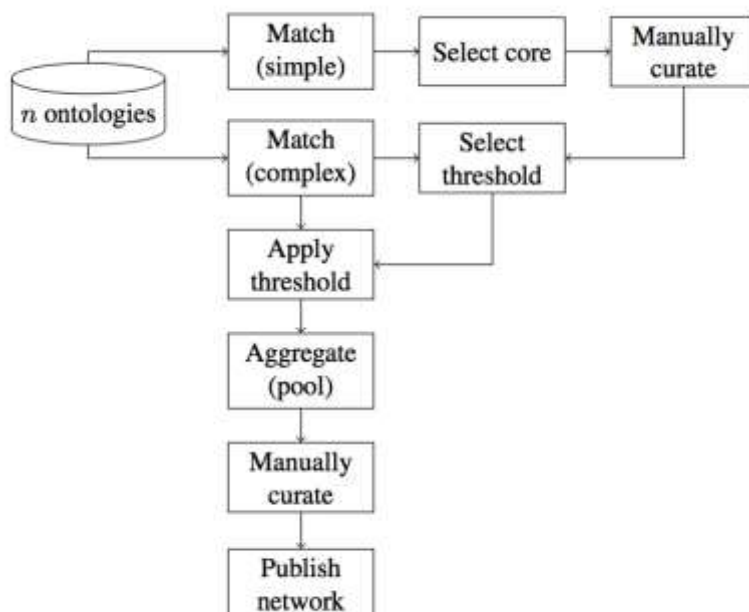 Match
(simple)
Select core
Manually
curate
n ontologies
Match
(complex)
Select
threshold
Apply
threshold
Aggregate
(pool)
Manually
curate
Publish
network